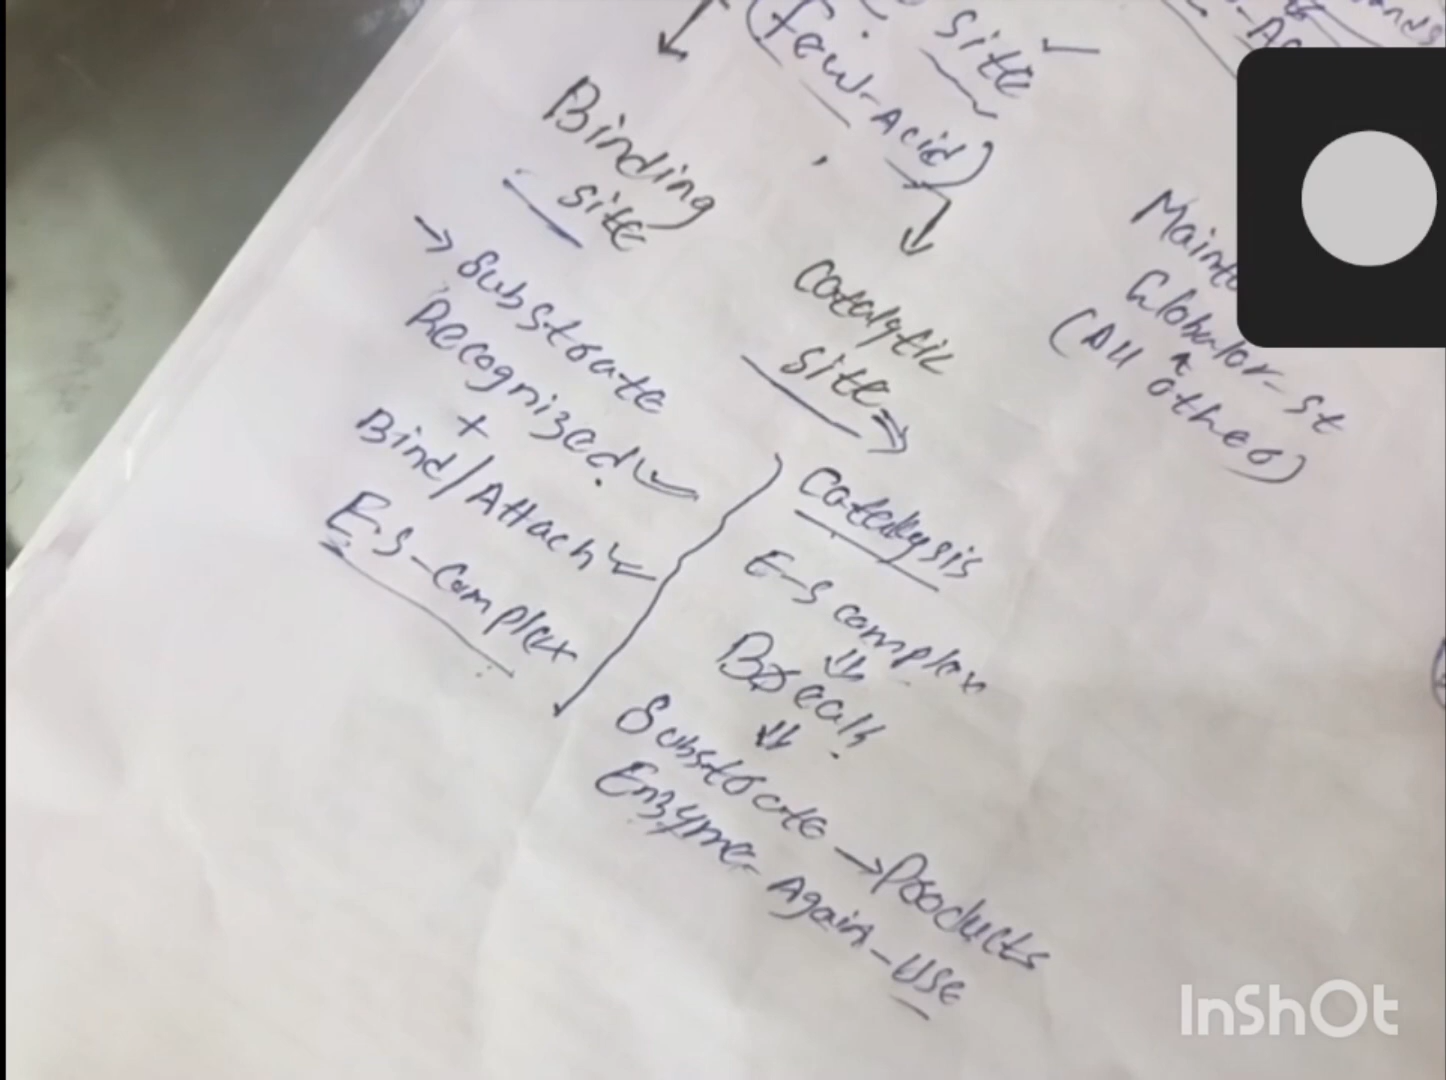 site
(few-Acid)
Binding
site
→ Substrate
Recognized
+
Bind/Attach
E-S-Complex
Catalytic
site
Catalysis
E-S complex
Break
Substrate → Products
Enzyme-Again-Use
Globular-st
(All other)
InShOt